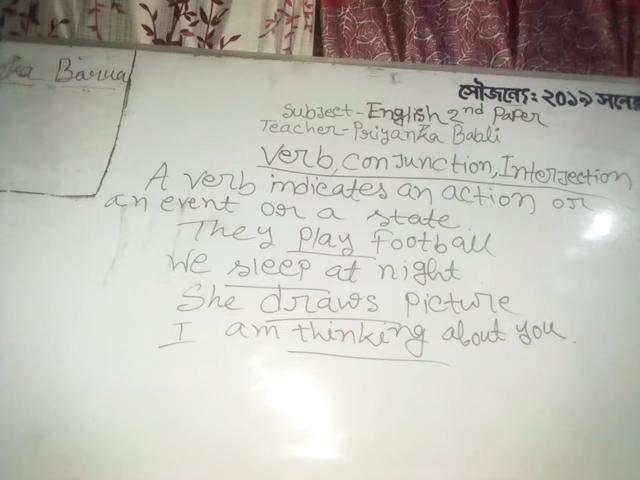 Barua
সৌজন্যে: ২০১৯ সনের
Subject-English 2nd Paper
Teacher-Priyanka Babli
Verb, Conjunction, Interjection
A verb indicates an action or
an event or a state.
They play football
We sleep at night
She draws picture
I am thinking about you.